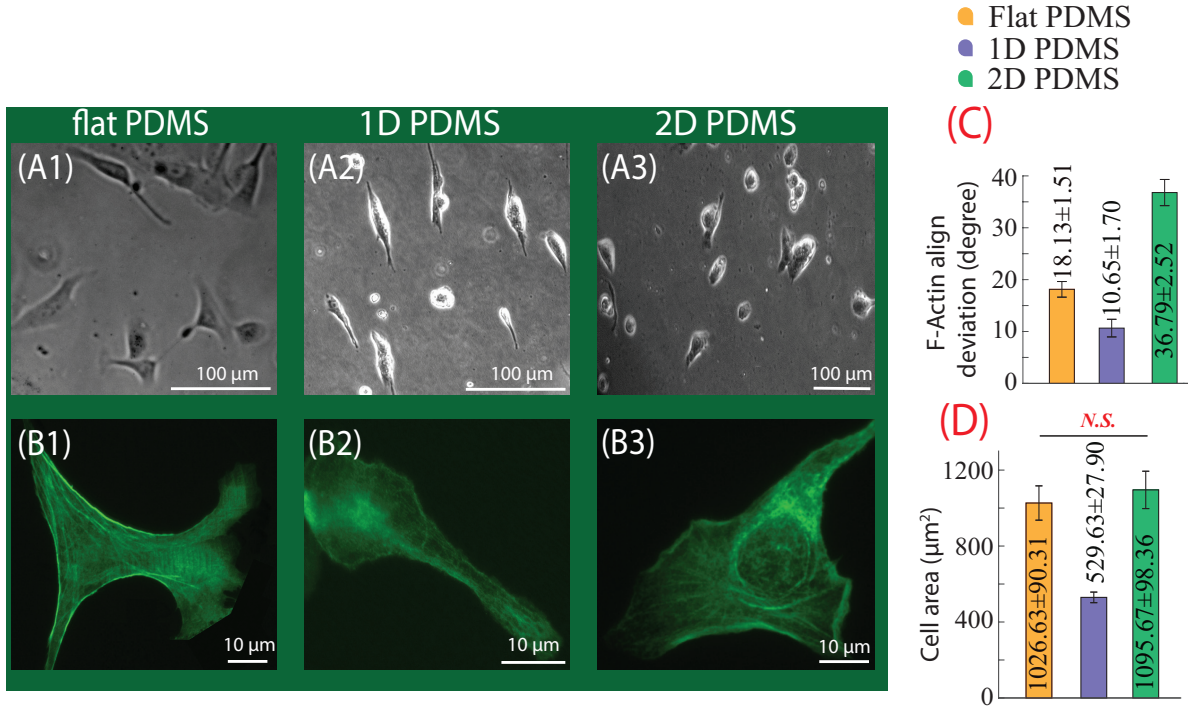 Flat PDMS
1D PDMS
2D PDMS
flat PDMS
1D PDMS
2D PDMS
(A1)
(A2)
(A3)
100 µm
100 µm
100 µm
(B1)
(B2)
(B3)
10 µm
10 µm
10 µm
(C)
F-Actin align
deviation (degree)
40
30
20
10
0
18.13±1.51
10.65±1.70
36.79±2.52
(D)
N.S.
Cell area (µm²)
1200
800
400
0
1026.63±90.31
529.63±27.90
1095.67±98.36